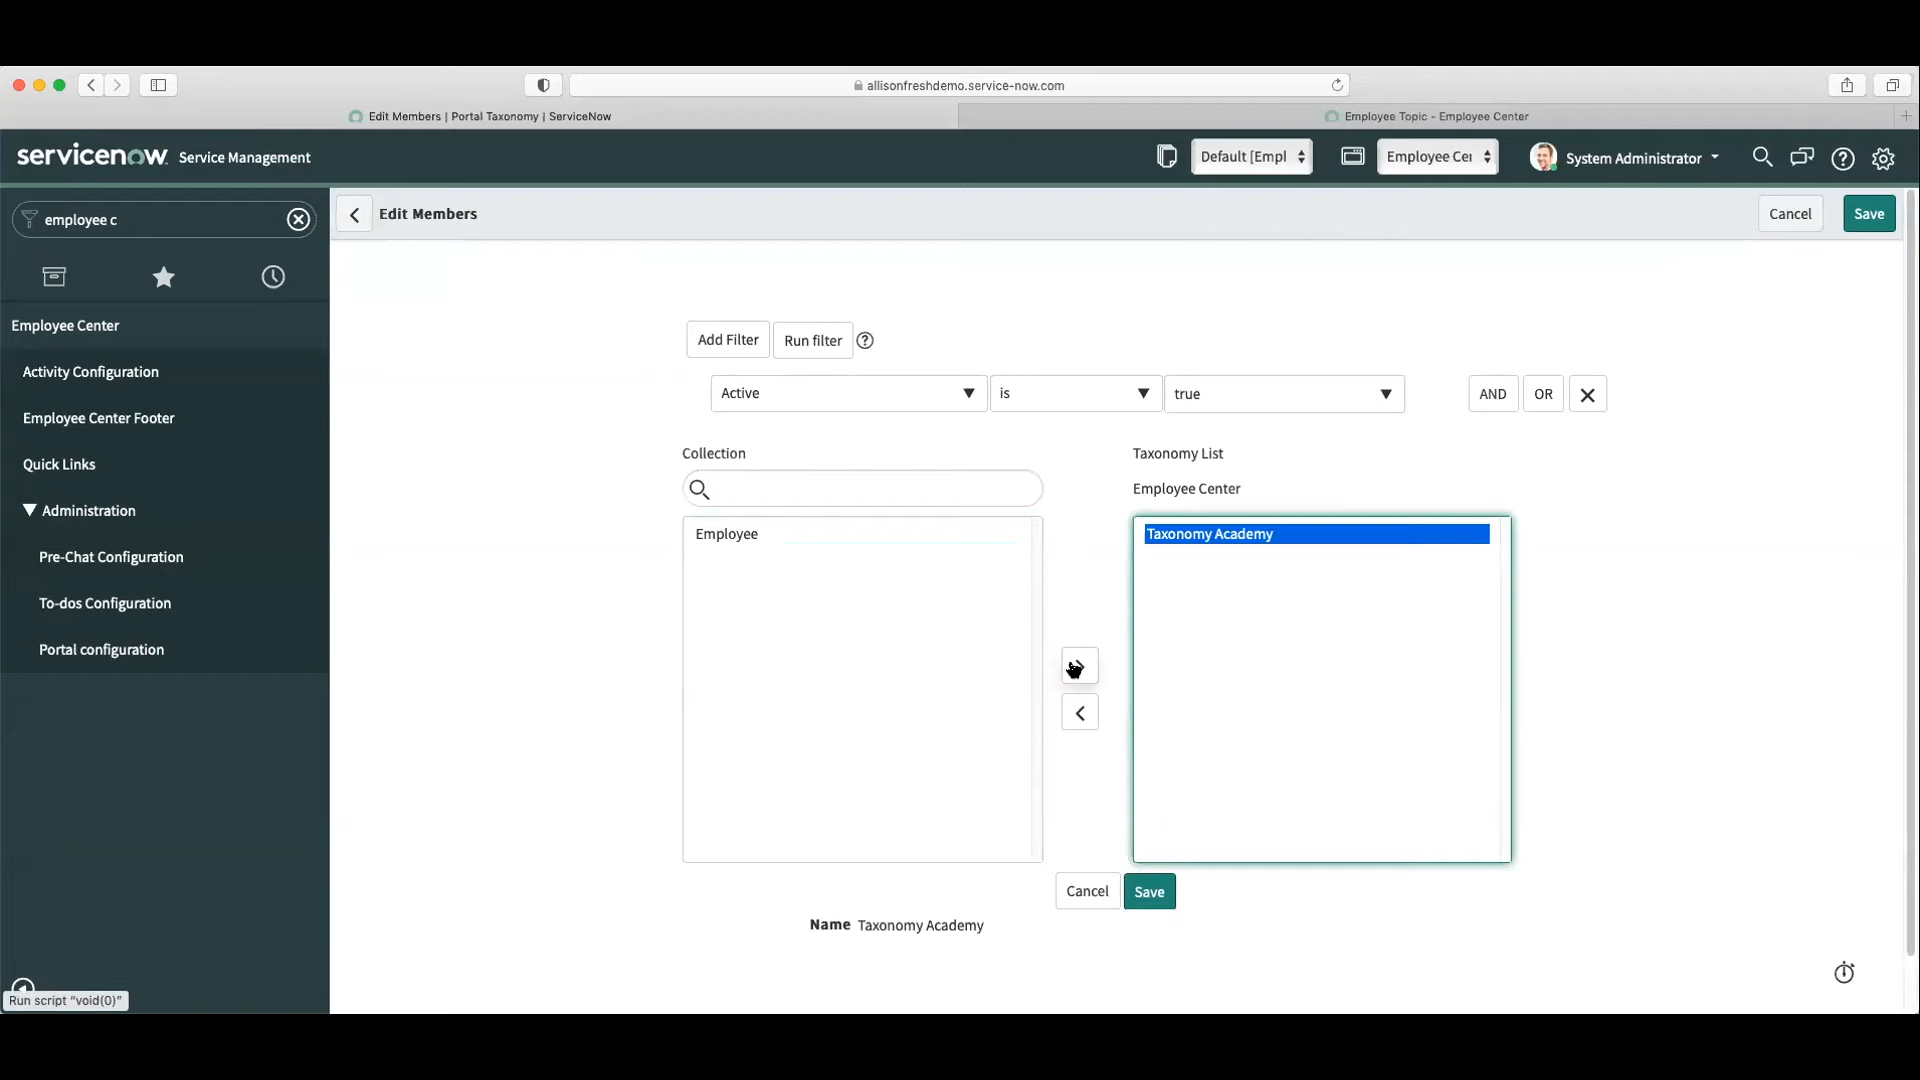 allisonfreshdemo.service-now.com
Edit Members | Portal Taxonomy | ServiceNow
Employee Topic - Employee Center
servicenow Service Management
Default [Empl
Employee Cer
System Administrator
employee c
Edit Members
Cancel
Save
Employee Center
Activity Configuration
Employee Center Footer
Quick Links
Administration
Pre-Chat Configuration
To-dos Configuration
Portal configuration
Add Filter
Run filter
Active
is
true
AND
OR
Collection
Taxonomy List
Employee Center
Employee
Taxonomy Academy
Cancel
Save
Name Taxonomy Academy
Run script "void(0)"